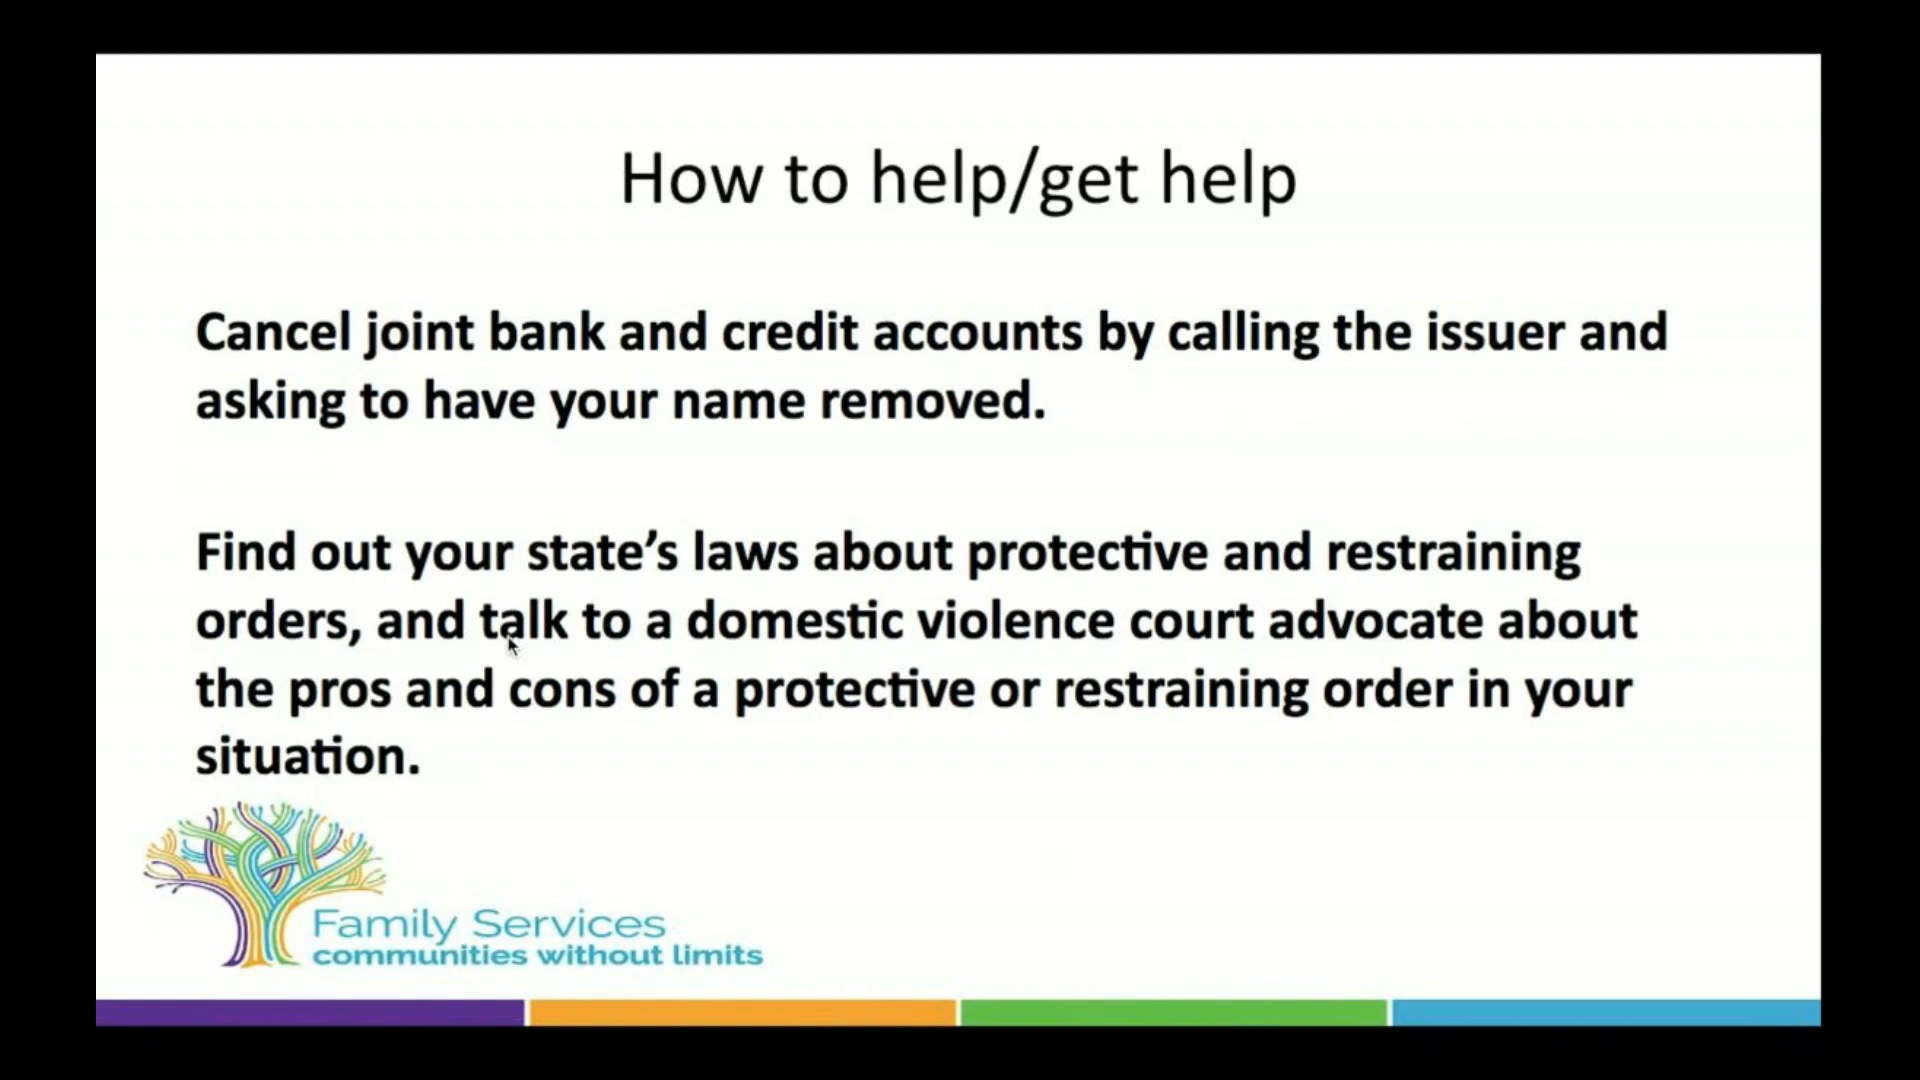 How to help/get help
Cancel joint bank and credit accounts by calling the issuer and
asking to have your name removed.
Find out your state’s laws about protective and restraining
orders, and talk to a domestic violence court advocate about
the pros and cons of a protective or restraining order in your
situation.
Family Services
communities without limits